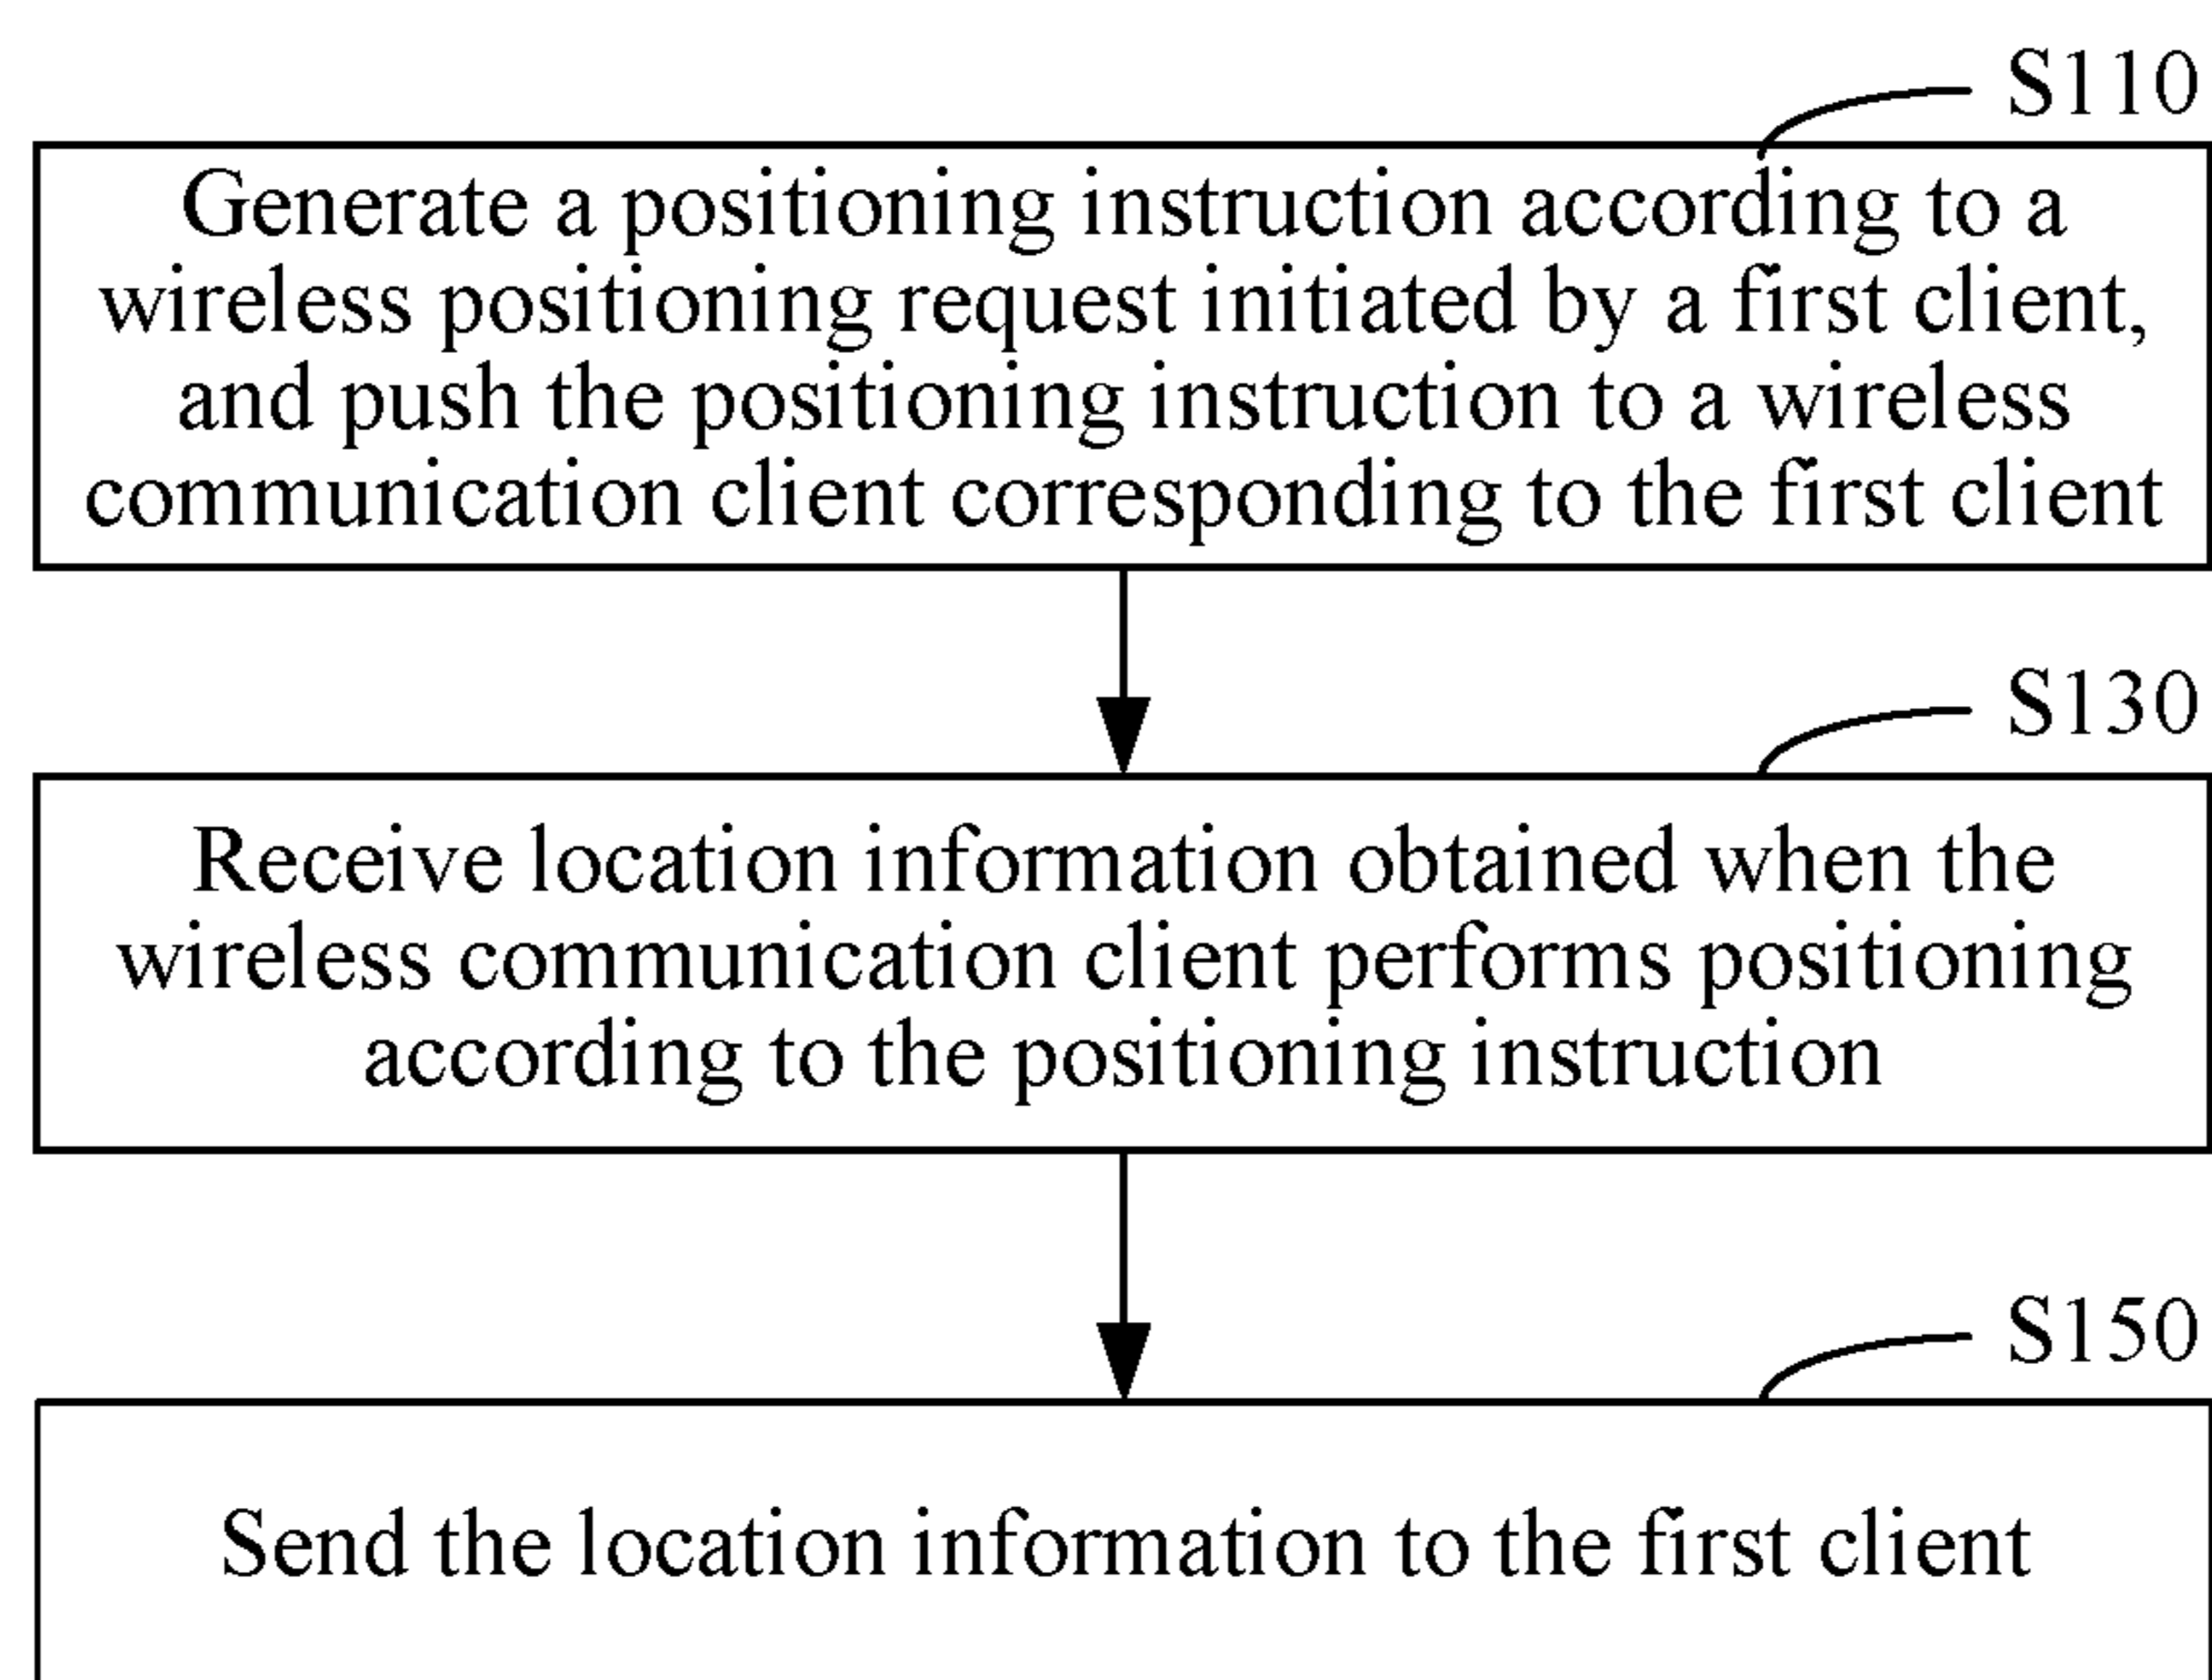 S110
Generate a positioning instruction according to a
wireless positioning request initiated by a first client,
and push the positioning instruction to a wireless
communication client corresponding to the first client
S130
Receive location information obtained when the
wireless communication client performs positioning
according to the positioning instruction
S150
Send the location information to the first client